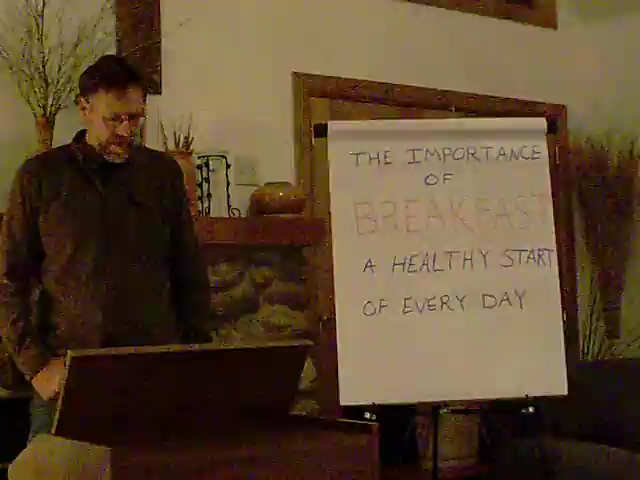 THE IMPORTANCE
OF
BREAKFAST
A HEALTHY START
OF EVERY DAY